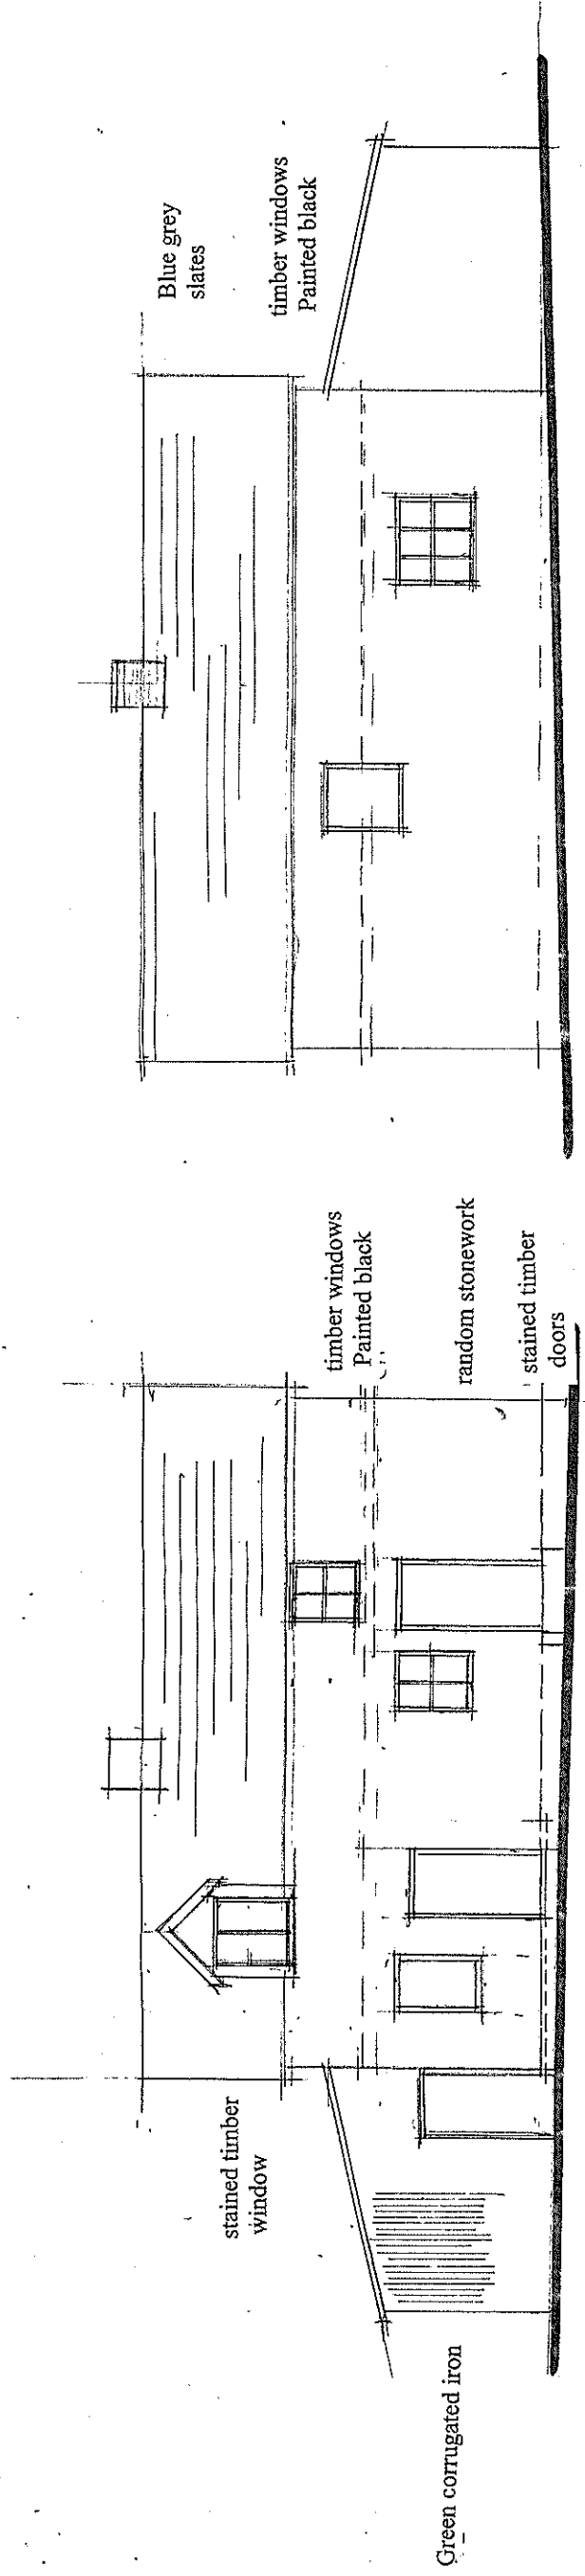 Green corrugated iron
stained timber
window
timber windows
Painted black
random stonework
stained timber
doors
Blue grey
slates
timber windows
Painted black